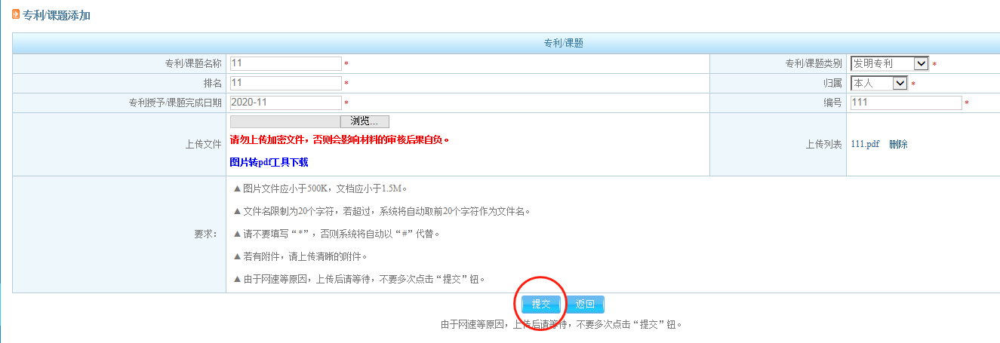 专利/课题添加
专利/课题
专利/课题名称 11 * 专利/课题类别 发明专利 *
排名 11 * 归属 本人 *
专利授予/课题完成日期 2020-11 * 编号 111 *
浏览...
请勿上传加密文件，否则会影响材料的审核后果自负。
上传文件 上传列表 111.pdf 删除
图片转pdf工具下载
▲图片文件应小于500K，文档应小于1.5M。
▲文件名限制为20个字符，若超过，系统将自动取前20个字符作为文件名。
要求： ▲请不要填写“*”，否则系统将自动以“#”代替。
▲若有附件，请上传清晰的附件。
▲由于网速等原因，上传后请等待，不要多次点击“提交”钮。
提交 返回
由于网速等原因，上传后请等待，不要多次点击“提交”钮。